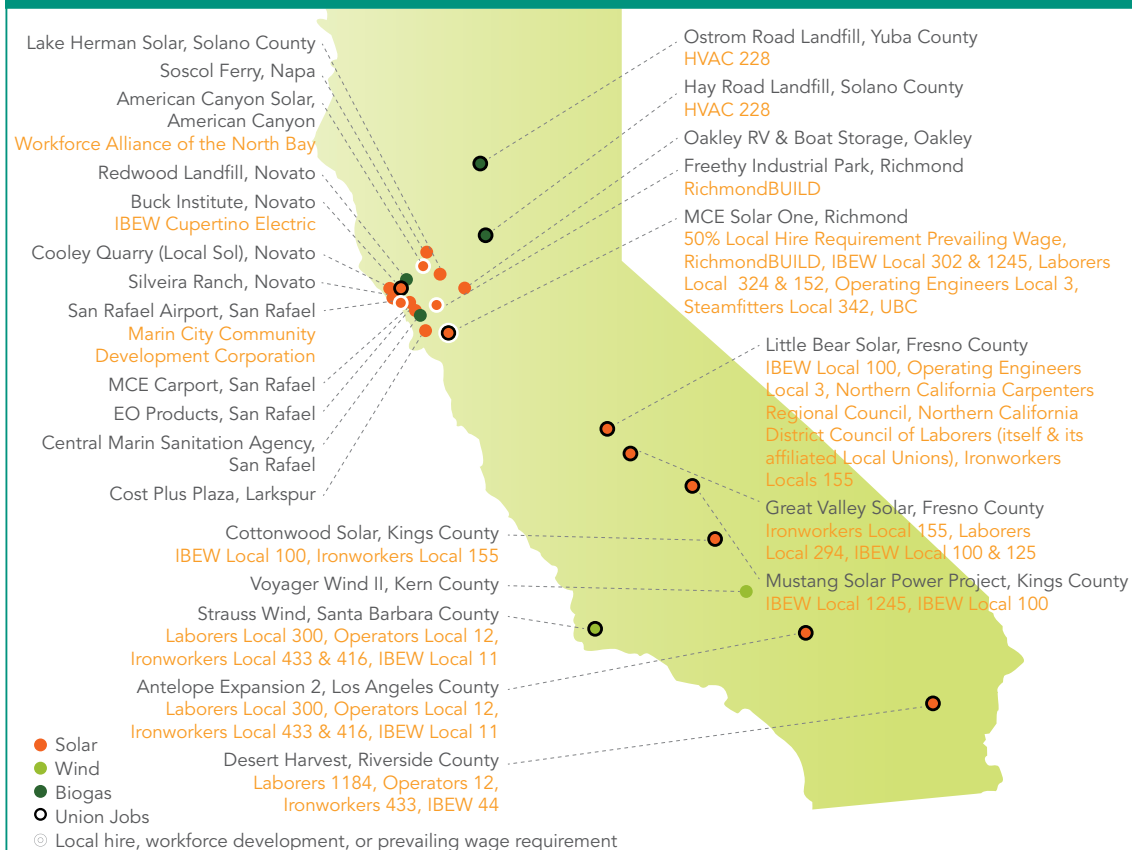 Lake Herman Solar, Solano County
Soscol Ferry, Napa
American Canyon Solar,
American Canyon
Workforce Alliance of the North Bay
Redwood Landfill, Novato
Buck Institute, Novato
IBEW Cupertino Electric
Cooley Quarry (Local Sol), Novato
Silveira Ranch, Novato
San Rafael Airport, San Rafael
Marin City Community
Development Corporation
MCE Carport, San Rafael
EO Products, San Rafael
Central Marin Sanitation Agency,
San Rafael
Cost Plus Plaza, Larkspur
Cottonwood Solar, Kings County
IBEW Local 100, Ironworkers Local 155
Voyager Wind II, Kern County
Strauss Wind, Santa Barbara County
Laborers Local 300, Operators Local 12,
Ironworkers Local 433 & 416, IBEW Local 11
Antelope Expansion 2, Los Angeles County
Laborers Local 300, Operators Local 12,
Ironworkers Local 433 & 416, IBEW Local 11
Desert Harvest, Riverside County
Laborers 1184, Operators 12,
Ironworkers 433, IBEW 44
Ostrom Road Landfill, Yuba County
HVAC 228
Hay Road Landfill, Solano County
HVAC 228
Oakley RV & Boat Storage, Oakley
Freethy Industrial Park, Richmond
RichmondBUILD
MCE Solar One, Richmond
50% Local Hire Requirement Prevailing Wage,
RichmondBUILD, IBEW Local 302 & 1245, Laborers
Local 324 & 152, Operating Engineers Local 3,
Steamfitters Local 342, UBC
Little Bear Solar, Fresno County
IBEW Local 100, Operating Engineers
Local 3, Northern California Carpenters
Regional Council, Northern California
District Council of Laborers (itself & its
affiliated Local Unions), Ironworkers
Locals 155
Great Valley Solar, Fresno County
Ironworkers Local 155, Laborers
Local 294, IBEW Local 100 & 125
Mustang Solar Power Project, Kings County
IBEW Local 1245, IBEW Local 100
Solar
Wind
Biogas
Union Jobs
Local hire, workforce development, or prevailing wage requirement